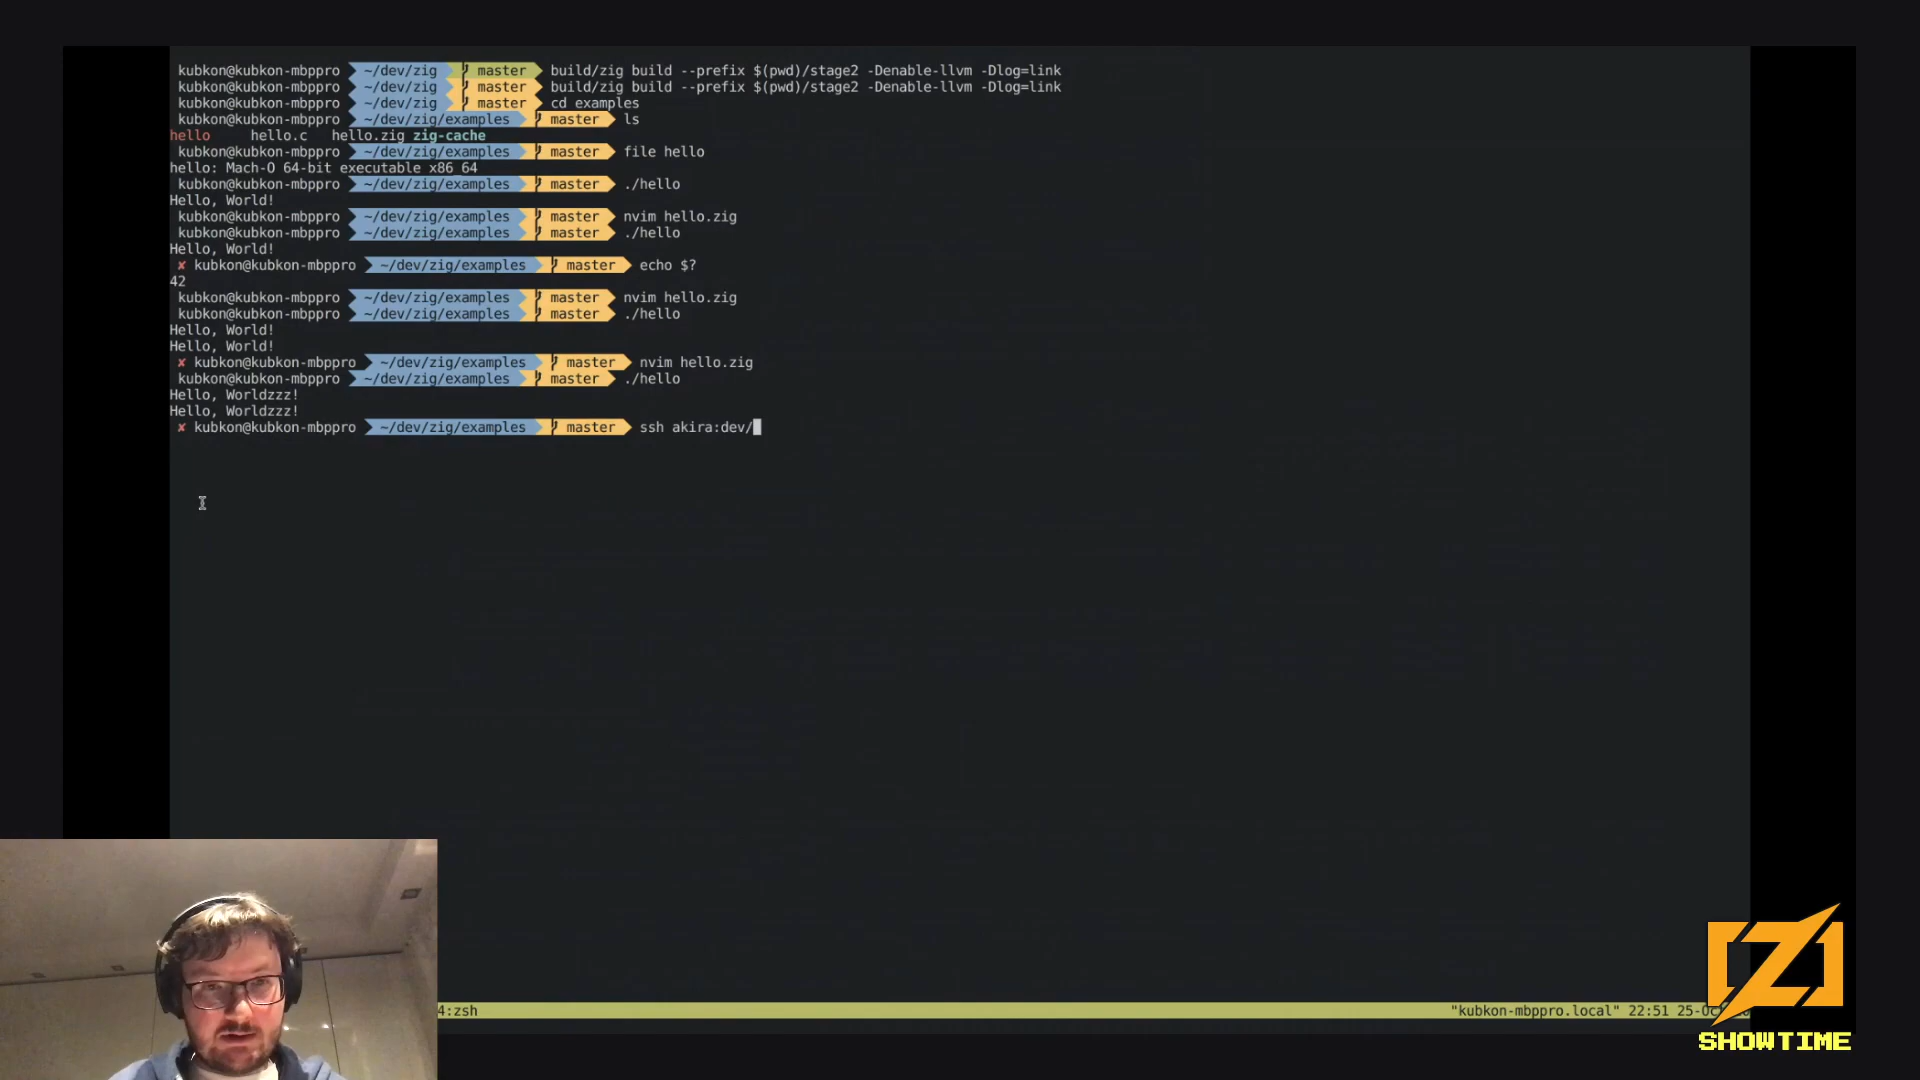 kubkon@kubkon-mbppro ~/dev/zig master build/zig build --prefix $(pwd)/stage2 -Denable-llvm -Dlog=link
kubkon@kubkon-mbppro ~/dev/zig master build/zig build --prefix $(pwd)/stage2 -Denable-llvm -Dlog=link
kubkon@kubkon-mbppro ~/dev/zig master cd examples
kubkon@kubkon-mbppro ~/dev/zig/examples master ls
hello hello.c hello.zig zig-cache
kubkon@kubkon-mbppro ~/dev/zig/examples master file hello
hello: Mach-O 64-bit executable x86_64
kubkon@kubkon-mbppro ~/dev/zig/examples master ./hello
Hello, World!
kubkon@kubkon-mbppro ~/dev/zig/examples master nvim hello.zig
kubkon@kubkon-mbppro ~/dev/zig/examples master ./hello
Hello, World!
✘ kubkon@kubkon-mbppro ~/dev/zig/examples master echo $?
42
kubkon@kubkon-mbppro ~/dev/zig/examples master nvim hello.zig
kubkon@kubkon-mbppro ~/dev/zig/examples master ./hello
Hello, World!
Hello, World!
✘ kubkon@kubkon-mbppro ~/dev/zig/examples master nvim hello.zig
kubkon@kubkon-mbppro ~/dev/zig/examples master ./hello
Hello, Worldzzz!
Hello, Worldzzz!
✘ kubkon@kubkon-mbppro ~/dev/zig/examples master ssh akira:dev/
4:zsh "kubkon-mbppro.local" 22:51
SHOWTIME